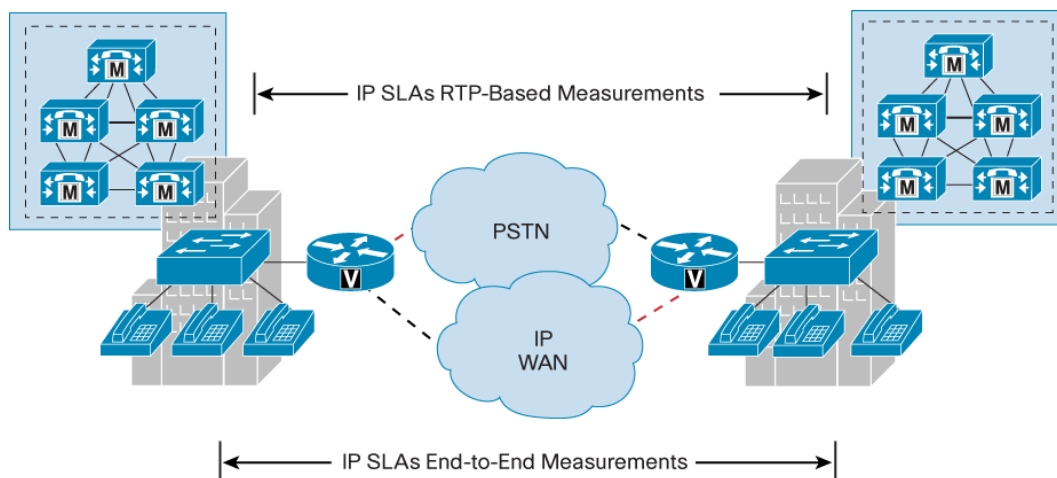 M
M
M
M
M
M
M
M
M
M
IP SLAs RTP-Based Measurements
PSTN
V
V
IP
WAN
IP SLAs End-to-End Measurements